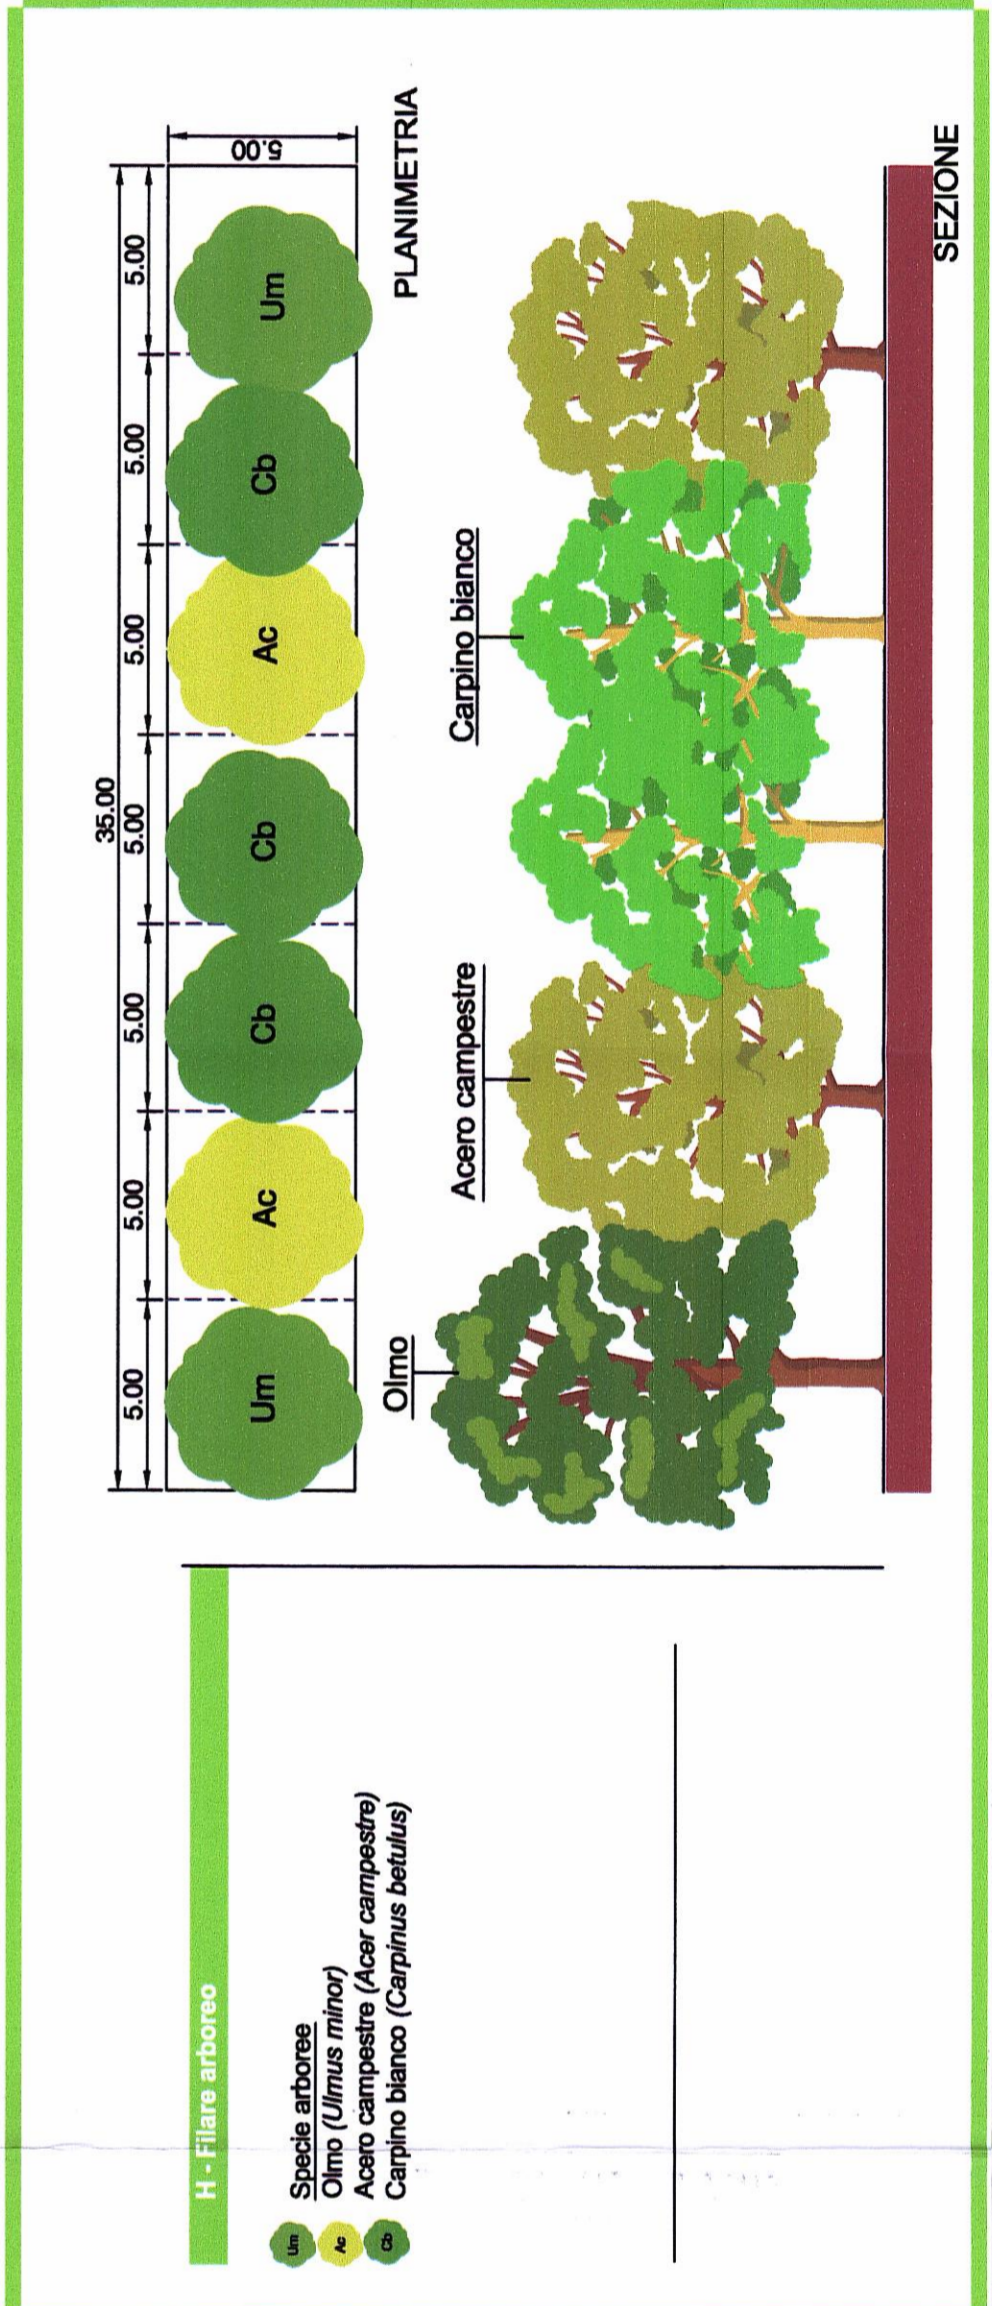 H - Filare arboreo
Specie arboree
Um Olmo (Ulmus minor)
Ac Acero campestre (Acer campestre)
Cb Carpino bianco (Carpinus betulus)
35.00
5.00 5.00 5.00 5.00 5.00 5.00 5.00
5.00
Um Ac Cb Cb Ac Cb Um
PLANIMETRIA
Olmo
Acero campestre
Carpino bianco
SEZIONE